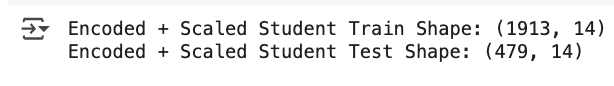 Encoded + Scaled Student Train Shape: (1913, 14)
Encoded + Scaled Student Test Shape: (479, 14)